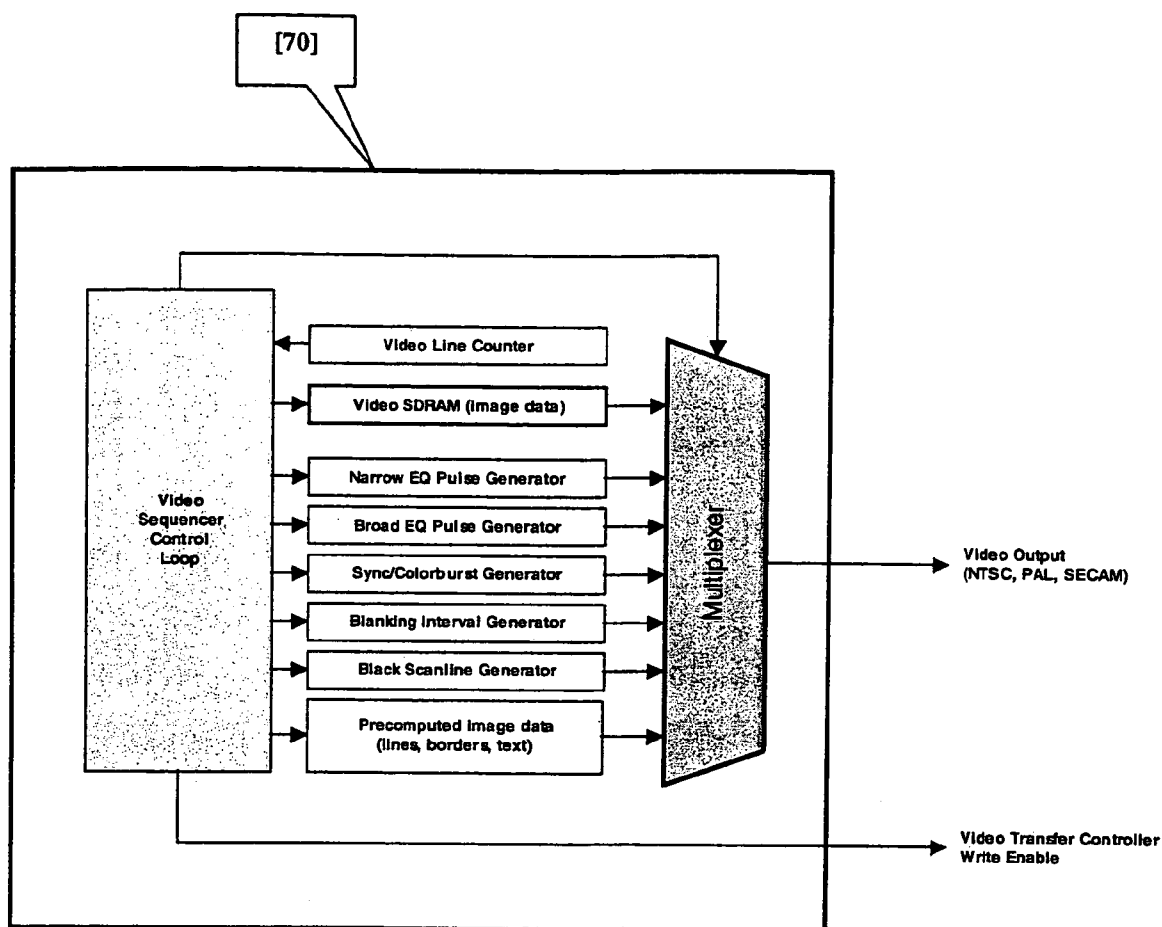 [70]
Video Line Counter
Video SDRAM (image data)
Narrow EQ Pulse Generator
Broad EQ Pulse Generator
Sync/Colorburst Generator
Blanking Interval Generator
Black Scanline Generator
Precomputed image data
(lines, borders, text)
Video
Sequencer
Control
Loop
Multiplexer
Video Output
(NTSC, PAL, SECAM)
Video Transfer Controller
Write Enable